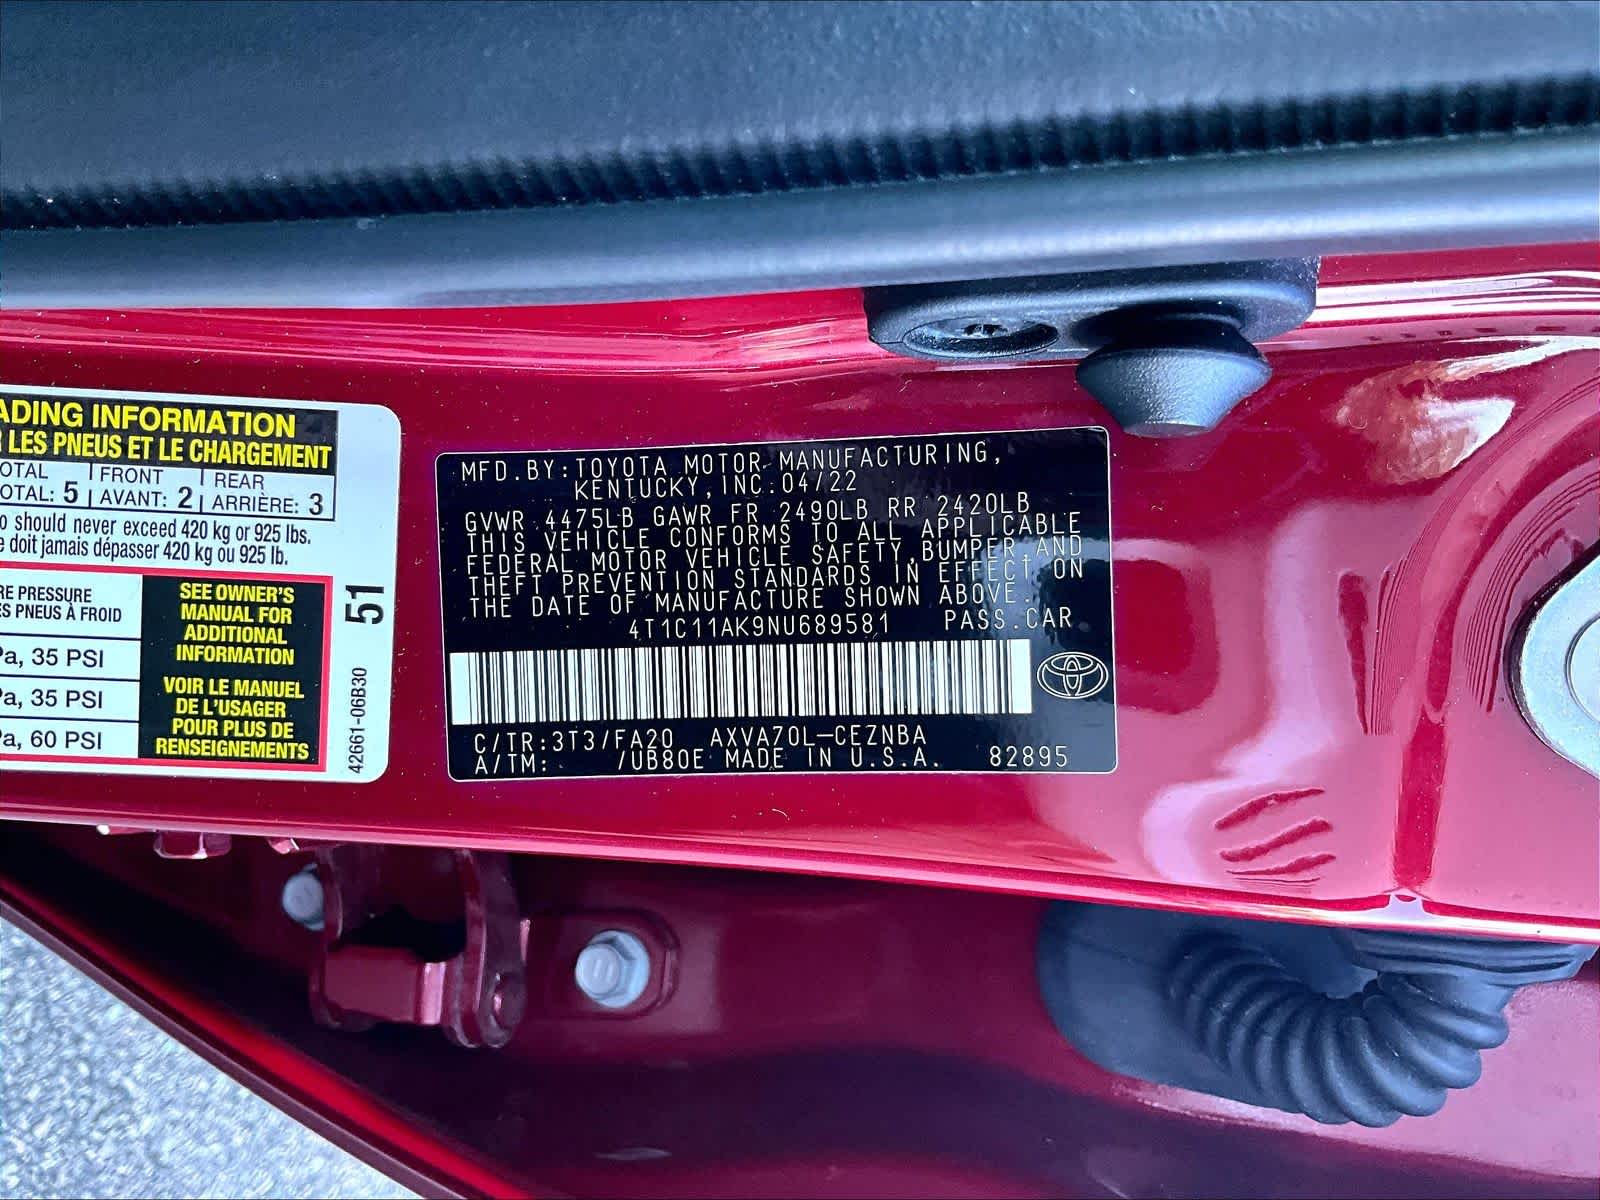 ADING INFORMATION
R LES PNEUS ET LE CHARGEMENT
OTAL FRONT REAR
OTAL: 5 AVANT: 2 ARRIÈRE: 3
o should never exceed 420 kg or 925 lbs.
e doit jamais dépasser 420 kg ou 925 lb.
RE PRESSURE
ES PNEUS À FROID
Pa, 35 PSI
Pa, 35 PSI
Pa, 60 PSI
SEE OWNER'S
MANUAL FOR
ADDITIONAL
INFORMATION
VOIR LE MANUEL
DE L'USAGER
POUR PLUS DE
RENSEIGNEMENTS
51
42661-06B30
MFD.BY:TOYOTA MOTOR MANUFACTURING,
KENTUCKY,INC.04/22
GVWR 4475LB GAWR FR 2490LB RR 2420LB
THIS VEHICLE CONFORMS TO ALL APPLICABLE
FEDERAL MOTOR VEHICLE SAFETY,BUMPER,AND
THEFT PREVENTION STANDARDS IN EFFECT ON
THE DATE OF MANUFACTURE SHOWN ABOVE.
4T1C11AK9NU689581 PASS.CAR
C/TR:3T3/FA20 AXVA70L-CEZNBA
A/TM: /UB80E MADE IN U.S.A. 82895